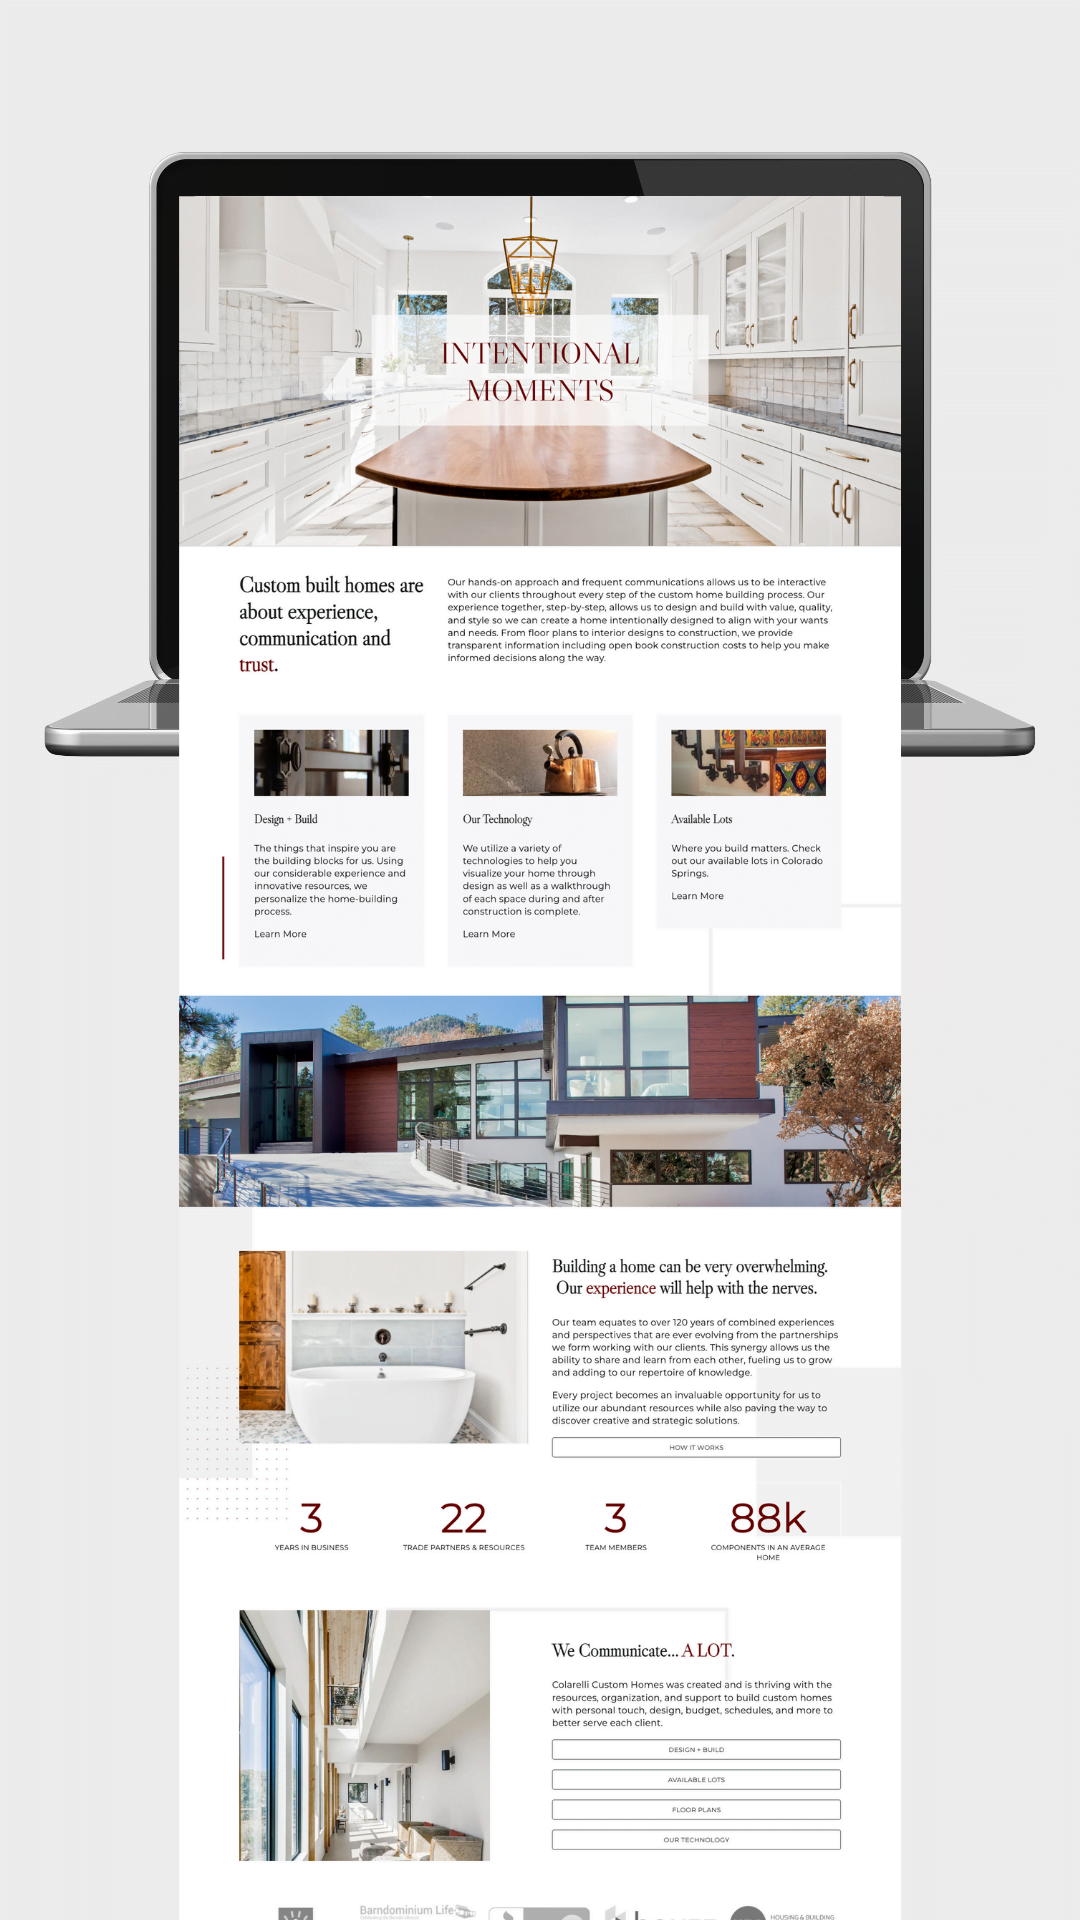 INTENTIONAL
MOMENTS
Custom built homes are
about experience,
communication and
trust.
Our hands-on approach and frequent communications allows us to be interactive
with our clients throughout every step of the custom home building process. Our
experience together, step-by-step, allows us to design and build with value, quality,
and style so we can create a home intentionally designed to align with your wants
and needs. From floor plans to interior designs to construction, we provide
transparent information including open book construction costs to help you make
informed decisions along the way.
Design + Build
The things that inspire you are
the building blocks for us. Using
our considerable experience and
innovative resources, we
personalize the home-building
process.
Learn More
Our Technology
We utilize a variety of
technologies to help you
visualize your home through
design as well as a walkthrough
of each space during and after
construction is complete.
Learn More
Available Lots
Where you build matters. Check
out our available lots in Colorado
Springs.
Learn More
Building a home can be very overwhelming.
Our experience will help with the nerves.
Our team equates to over 120 years of combined experiences
and perspectives that are ever evolving from the partnerships
we form working with our clients. This synergy allows us the
ability to share and learn from each other, fueling us to grow
and adding to our repertoire of knowledge.
Every project becomes an invaluable opportunity for us to
utilize our abundant resources while also paving the way to
discover creative and strategic solutions.
HOW IT WORKS
3
YEARS IN BUSINESS
22
TRADE PARTNERS & RESOURCES
3
TEAM MEMBERS
88k
COMPONENTS IN AN AVERAGE
HOME
We Communicate... A LOT.
Colarelli Custom Homes was created and is thriving with the
resources, organization, and support to build custom homes
with personal touch, design, budget, schedules, and more to
better serve each client.
DESIGN + BUILD
AVAILABLE LOTS
FLOOR PLANS
OUR TECHNOLOGY
Barndominium Life
HOUSING & BUILDING